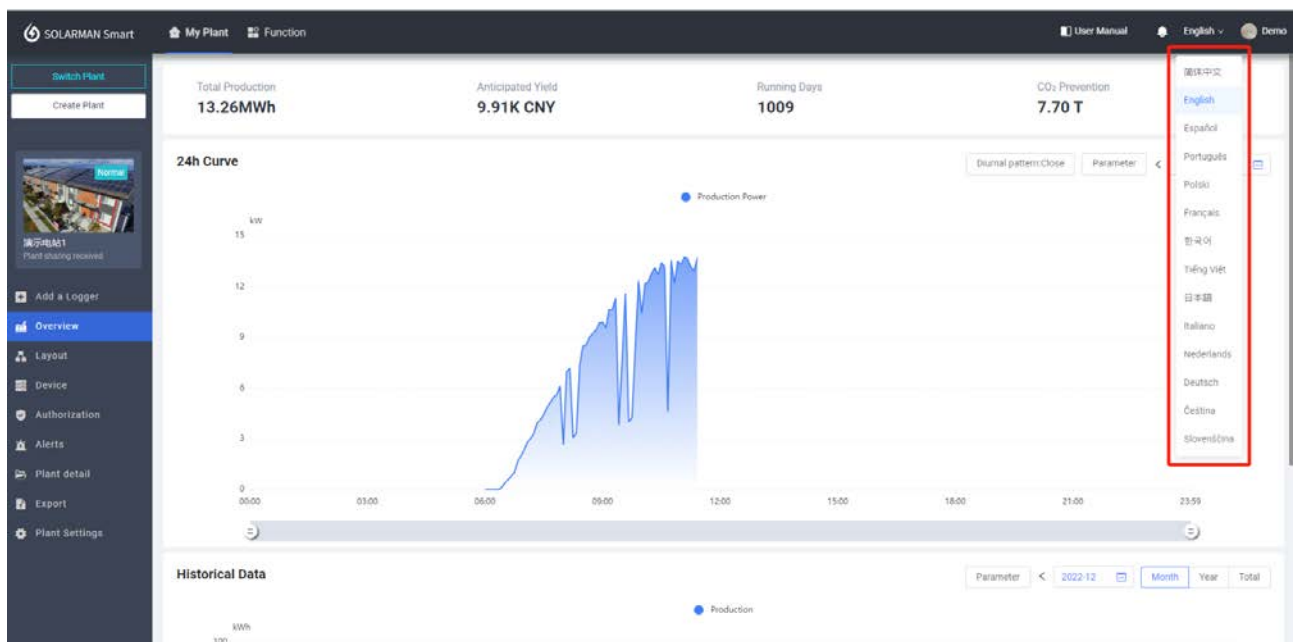 SOLARMAN Smart
My Plant
Function
User Manual
English
Demo
Switch Plant
Create Plant
Normal
演示电站1
Plant sharing received
Add a Logger
Overview
Layout
Device
Authorization
Alerts
Plant detail
Export
Plant Settings
Total Production
13.26MWh
Anticipated Yield
9.91K CNY
Running Days
1009
CO₂ Prevention
7.70 T
简体中文
English
Español
Português
Polski
Français
한국어
Tiếng Việt
日本語
Italiano
Nederlands
Deutsch
Čeština
Slovenščina
24h Curve
Diurnal pattern:Close
Parameter
<
Production Power
kW
15
12
9
6
3
0
00:00
03:00
06:00
09:00
12:00
15:00
18:00
21:00
23:59
Historical Data
Parameter
<
2022-12
Month
Year
Total
Production
kWh
100